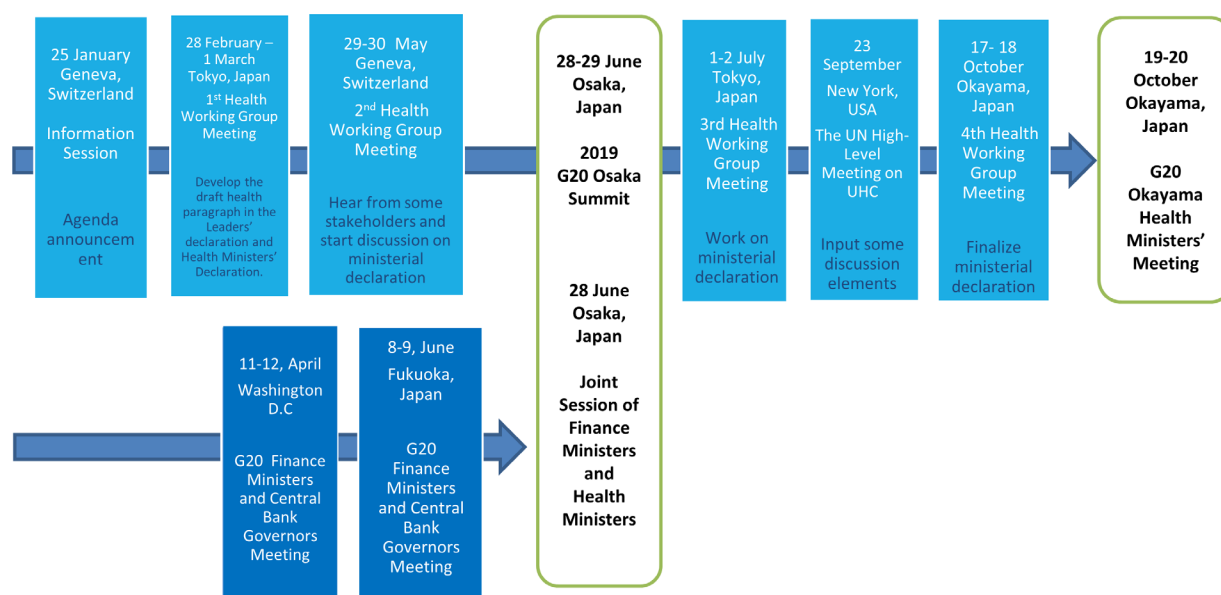 25 January
Geneva,
Switzerland
Information
Session
Agenda
announcem
ent
28 February –
1 March
Tokyo, Japan
1st Health
Working Group
Meeting
Develop the
draft health
paragraph in the
Leaders'
declaration and
Health Ministers'
Declaration.
29-30 May
Geneva,
Switzerland
2nd Health
Working Group
Meeting
Hear from some
stakeholders and
start discussion on
ministerial
declaration
28-29 June
Osaka,
Japan
2019
G20 Osaka
Summit
28 June
Osaka,
Japan
Joint
Session of
Finance
Ministers
and
Health
Ministers
1-2 July
Tokyo,
Japan
3rd Health
Working
Group
Meeting
Work on
ministerial
declaration
23
September
New York,
USA
The UN High-
Level
Meeting on
UHC
Input some
discussion
elements
17- 18
October
Okayama,
Japan
4th Health
Working
Group
Meeting
Finalize
ministerial
declaration
19-20
October
Okayama,
Japan
G20
Okayama
Health
Ministers'
Meeting
11-12, April
Washington
D.C
G20 Finance
Ministers
and Central
Bank
Governors
Meeting
8-9, June
Fukuoka,
Japan
G20
Finance
Ministers
and Central
Bank
Governors
Meeting